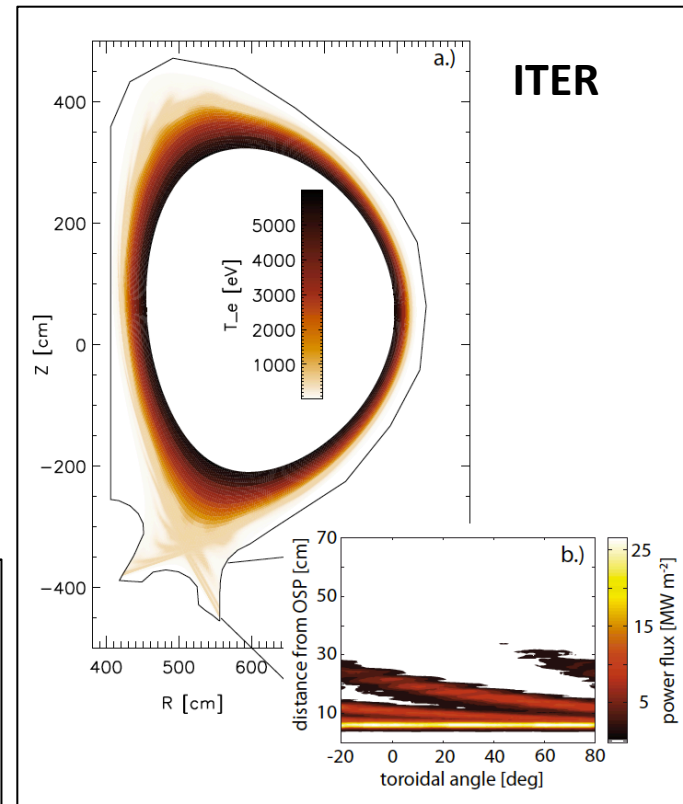 a.)
ITER
400
200
0
−200
−400
Z [cm]
400
500
600
R [cm]
5000
4000
3000
2000
1000
T_e [eV]
b.)
70
50
30
10
distance from OSP [cm]
-20
0
20
40
60
80
toroidal angle [deg]
25
15
5
power flux [MW m⁻²]